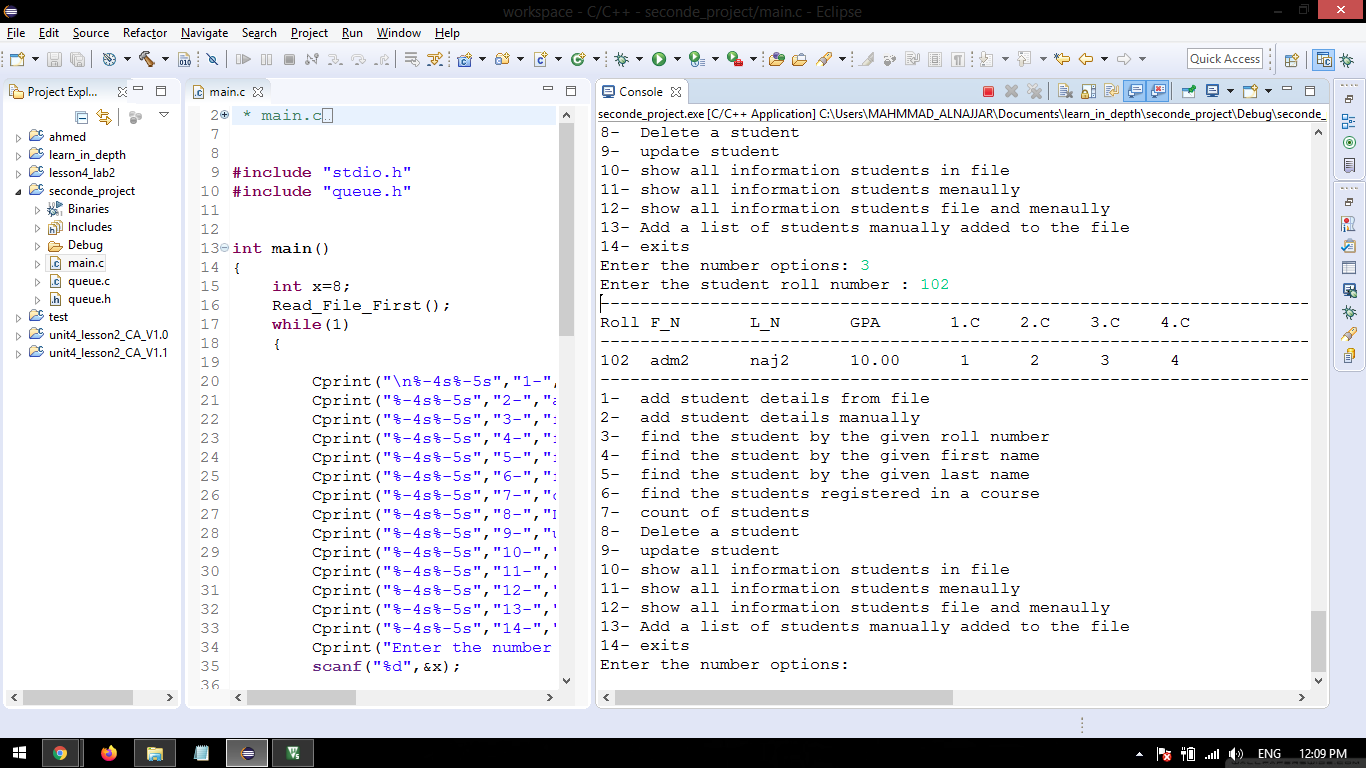 workspace - C/C++ - seconde_project/main.c - Eclipse
File Edit Source Refactor Navigate Search Project Run Window Help
Quick Access
Project Expl...
ahmed
learn_in_depth
lesson4_lab2
seconde_project
Binaries
Includes
Debug
main.c
queue.c
queue.h
test
unit4_lesson2_CA_V1.0
unit4_lesson2_CA_V1.1
main.c
2 * main.c
7
8
9 #include "stdio.h"
10 #include "queue.h"
11
12
13 int main()
14 {
15 int x=8;
16 Read_File_First();
17 while(1)
18 {
19
20 Cprint("\n%-4s%-5s","1-",
21 Cprint("%-4s%-5s","2-","a
22 Cprint("%-4s%-5s","3-","
23 Cprint("%-4s%-5s","4-","
24 Cprint("%-4s%-5s","5-","
25 Cprint("%-4s%-5s","6-","
26 Cprint("%-4s%-5s","7-","c
27 Cprint("%-4s%-5s","8-","
28 Cprint("%-4s%-5s","9-","u
29 Cprint("%-4s%-5s","10-","
30 Cprint("%-4s%-5s","11-","
31 Cprint("%-4s%-5s","12-","
32 Cprint("%-4s%-5s","13-","
33 Cprint("%-4s%-5s","14-","
34 Cprint("Enter the number
35 scanf("%d",&x);
36
Console
seconde_project.exe [C/C++ Application] C:\Users\MAHMMAD_ALNAJJAR\Documents\learn_in_depth\seconde_project\Debug\seconde_
8- Delete a student
9- update student
10- show all information students in file
11- show all information students menaully
12- show all information students file and menaully
13- Add a list of students manually added to the file
14- exits
Enter the number options: 3
Enter the student roll number : 102
-----------------------------------------------------------------------
Roll F_N L_N GPA 1.C 2.C 3.C 4.C
-----------------------------------------------------------------------
102 adm2 naj2 10.00 1 2 3 4
-----------------------------------------------------------------------
1- add student details from file
2- add student details manually
3- find the student by the given roll number
4- find the student by the given first name
5- find the student by the given last name
6- find the students registered in a course
7- count of students
8- Delete a student
9- update student
10- show all information students in file
11- show all information students menaully
12- show all information students file and menaully
13- Add a list of students manually added to the file
14- exits
Enter the number options:
ENG 12:09 PM